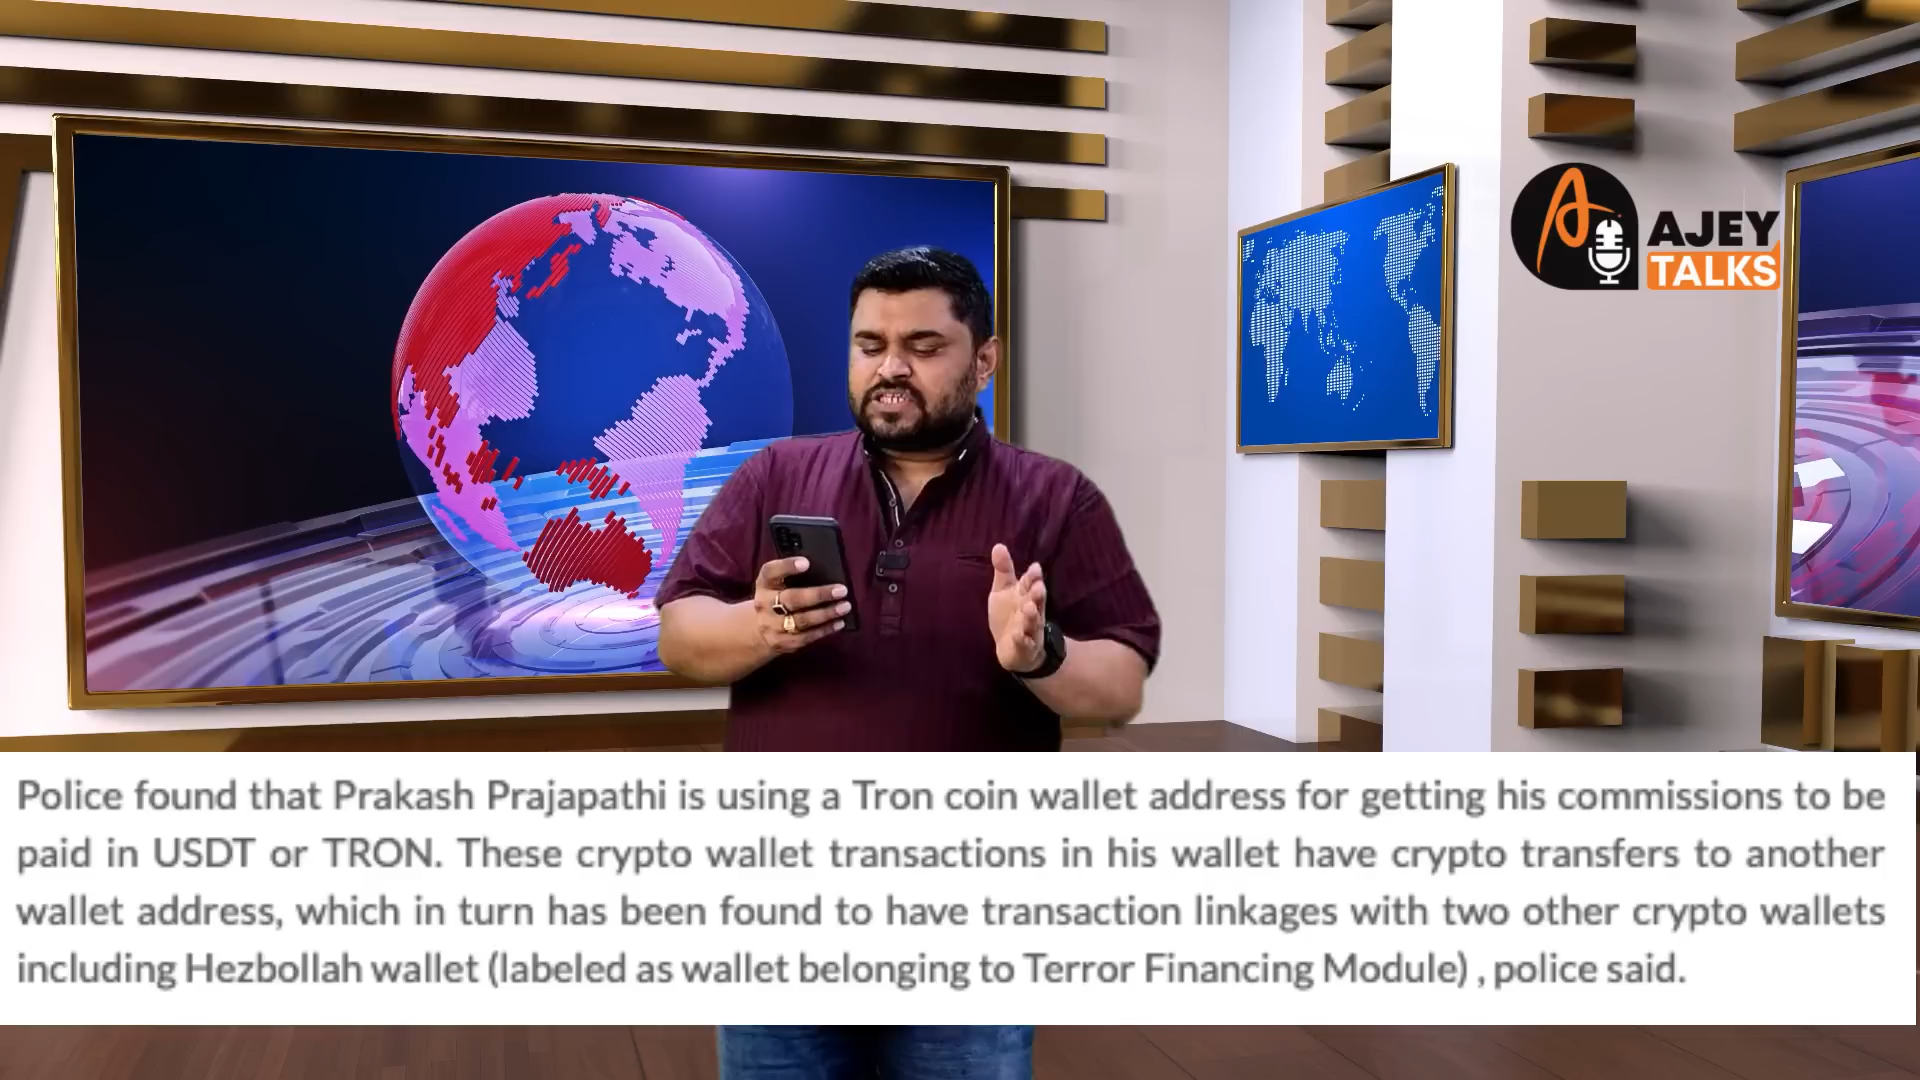 AJEY
TALKS
Police found that Prakash Prajapathi is using a Tron coin wallet address for getting his commissions to be
paid in USDT or TRON. These crypto wallet transactions in his wallet have crypto transfers to another
wallet address, which in turn has been found to have transaction linkages with two other crypto wallets
including Hezbollah wallet (labeled as wallet belonging to Terror Financing Module) , police said.